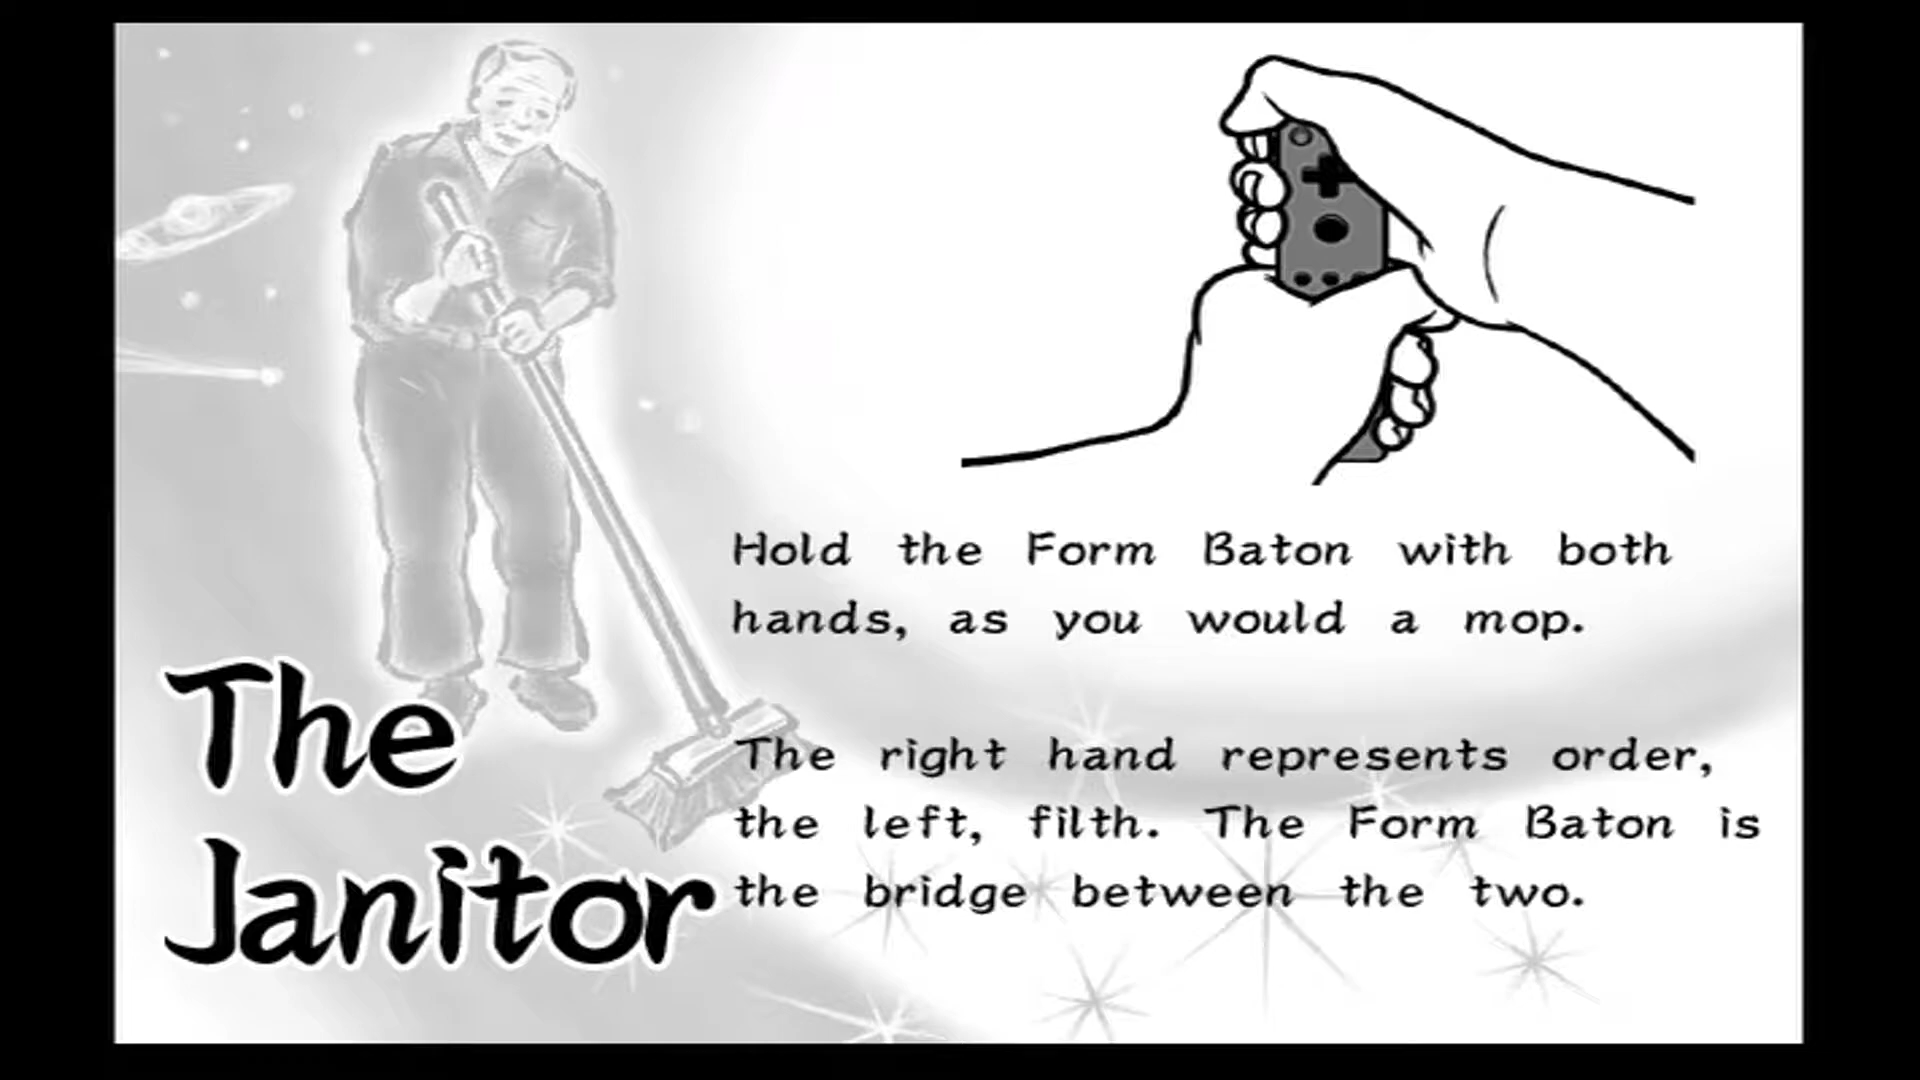 Hold the Form Baton with both
hands, as you would a mop.
The right hand represents order,
the left, filth. The Form Baton is
the bridge between the two.
The
Janitor